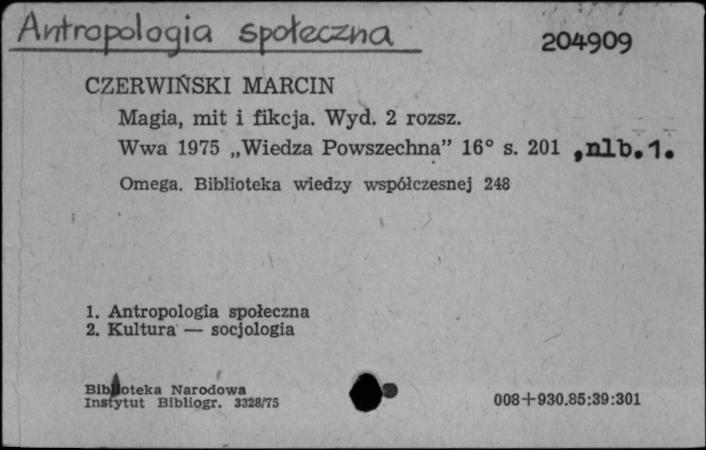 Antropologia społeczna
204909
CZERWIŃSKI MARCIN
Magia, mit i fikcja. Wyd. 2 rozsz.
Wwa 1975 „Wiedza Powszechna” 16° s. 201 , nlb. 1.
Omega. Biblioteka wiedzy współczesnej 248
1. Antropologia społeczna
2. Kultura — socjologia
Biblioteka Narodowa
Instytut Bibliogr. 3328/75
008+930.85:39:301